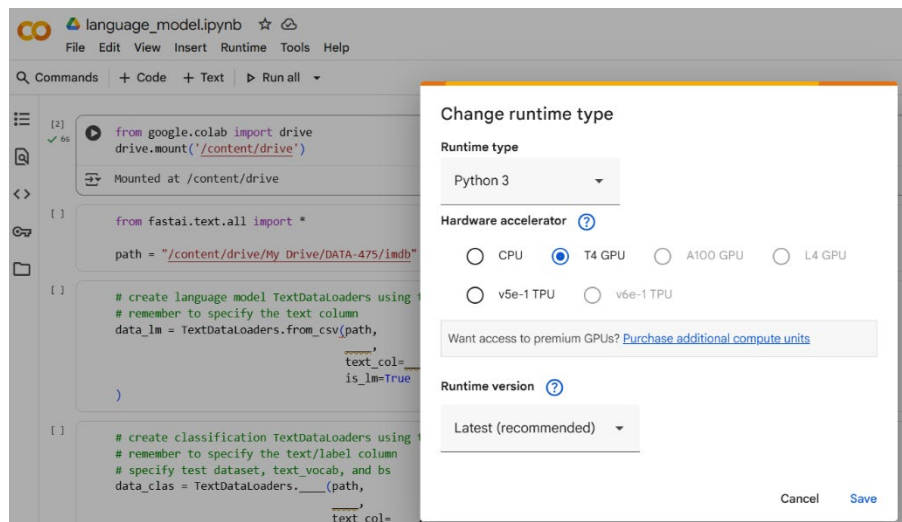 language_model.ipynb
File Edit View Insert Runtime Tools Help
Commands + Code + Text Run all
[2]
6s
from google.colab import drive
drive.mount('/content/drive')
Mounted at /content/drive
[ ]
from fastai.text.all import *
path = "/content/drive/My Drive/DATA-475/imdb"
[ ]
# create language model TextDataLoaders using
# remember to specify the text column
data_lm = TextDataLoaders.from_csv(path,
____,
text_col=__
is_lm=True
)
[ ]
# create classification TextDataLoaders using
# remember to specify the text/label column
# specify test dataset, text_vocab, and bs
data_clas = TextDataLoaders.____(path,
____,
text_col=
Change runtime type
Runtime type
Python 3
Hardware accelerator ?
CPU T4 GPU A100 GPU L4 GPU
v5e-1 TPU v6e-1 TPU
Want access to premium GPUs? Purchase additional compute units
Runtime version ?
Latest (recommended)
Cancel Save